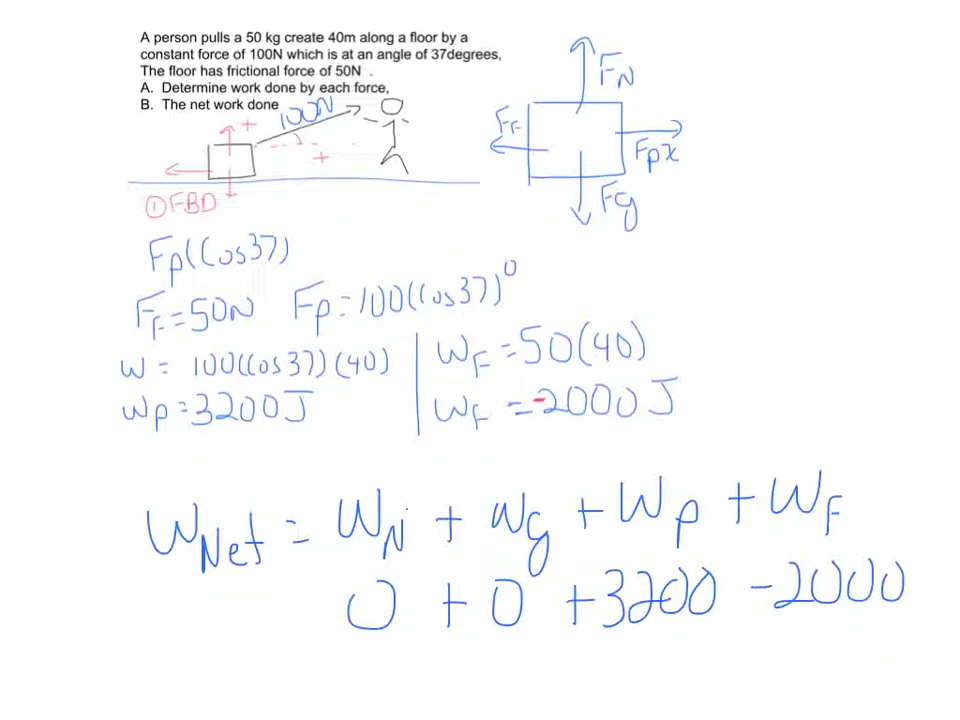 A person pulls a 50 kg create 40m along a floor by a
constant force of 100N which is at an angle of 37degrees,
The floor has frictional force of 50N .
A. Determine work done by each force,
B. The net work done
100N
+
+
① FBD
FN
FF
Fpx
Fg
Fp(Cos37)
FF = 50N Fp = 100(Cos37)⁰
W = 100(Cos37)(40)
Wp = 3200J
WF = 50(40)
WF = -2000J
WNet = WN + Wg + Wp + WF
0 + 0 + 3200 - 2000